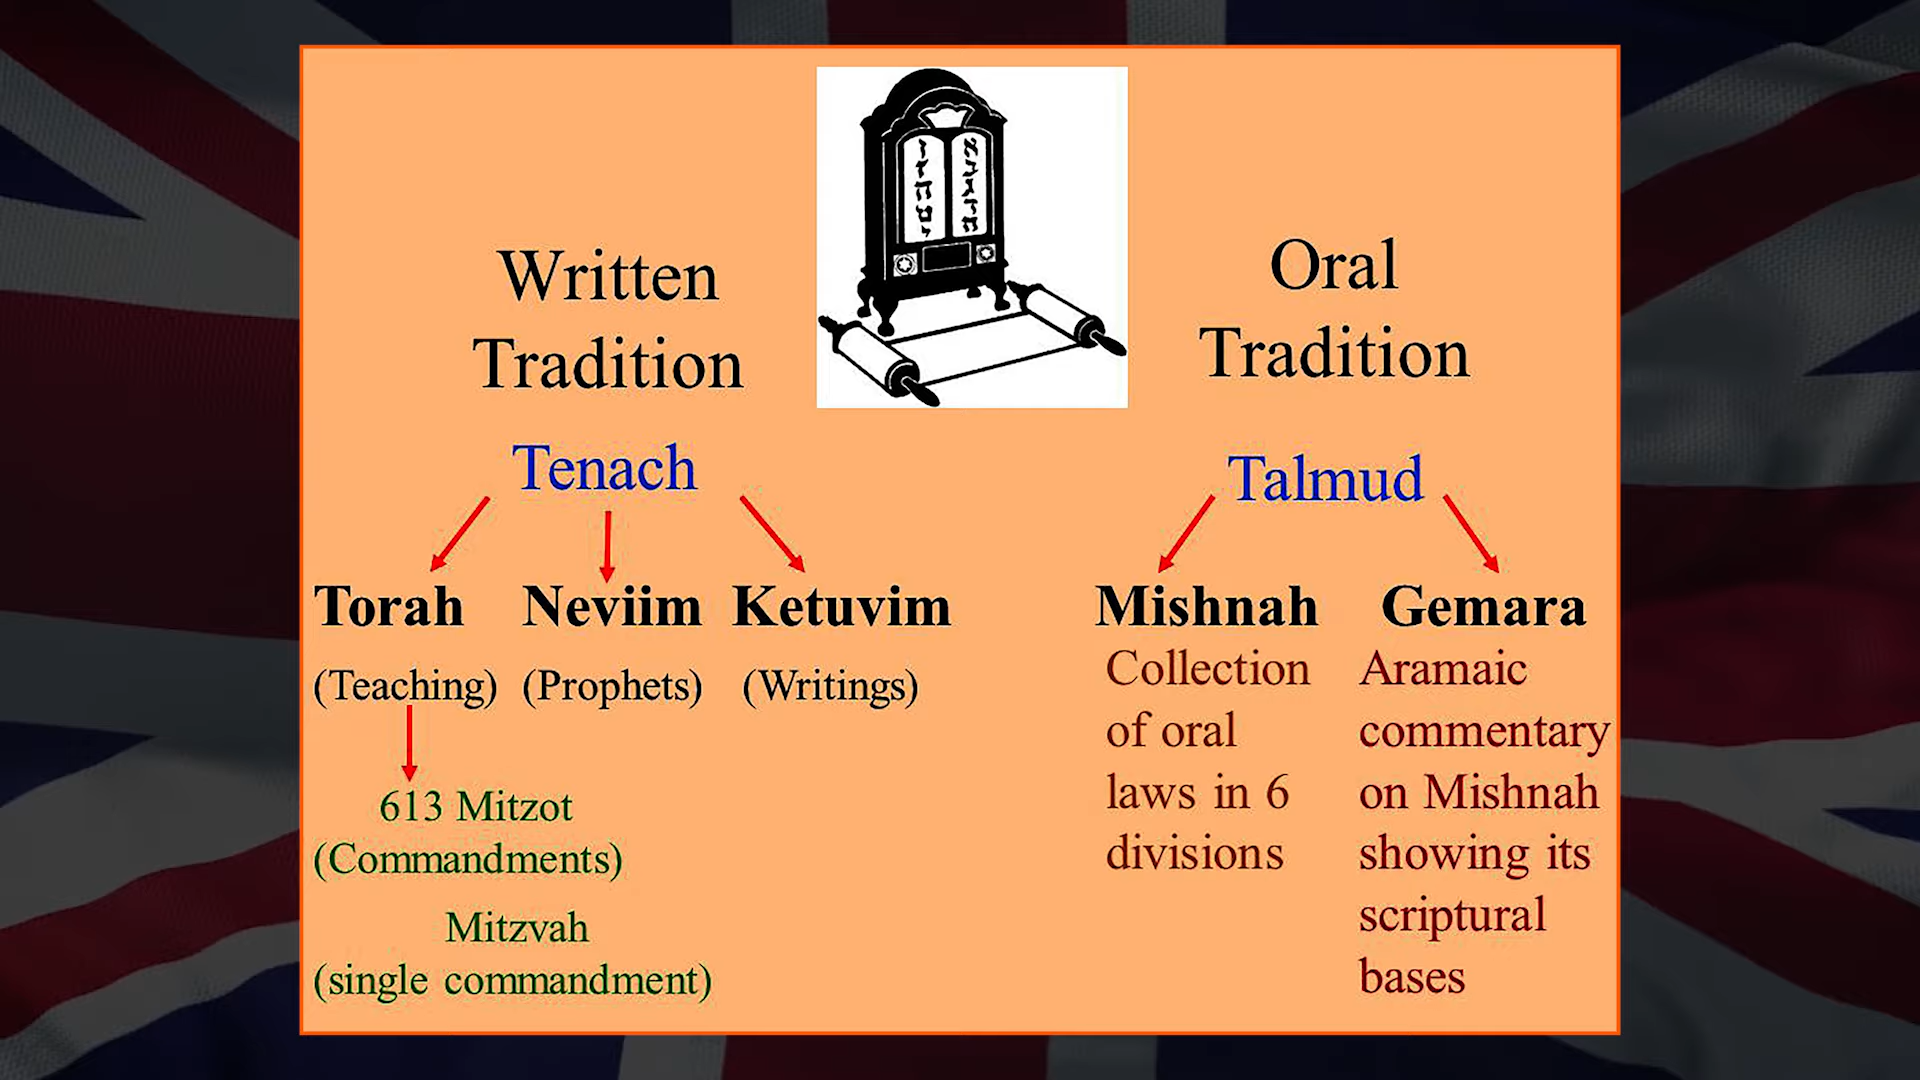 Written
Tradition
Oral
Tradition
Tenach
Talmud
Torah
Neviim
Ketuvim
Mishnah
Gemara
(Teaching)
(Prophets)
(Writings)
Collection
of oral
laws in 6
divisions
Aramaic
commentary
on Mishnah
showing its
scriptural
bases
613 Mitzot
(Commandments)
Mitzvah
(single commandment)